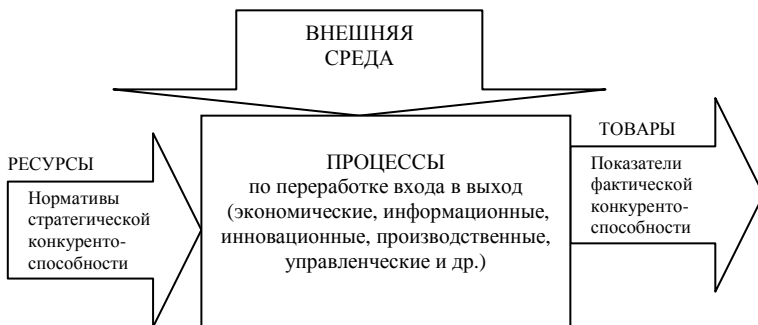 ВНЕШНЯЯ
СРЕДА
РЕСУРСЫ
Нормативы
стратегической
конкуренто-
способности
ПРОЦЕССЫ
по переработке входа в выход
(экономические, информационные,
инновационные, производственные,
управленческие и др.)
ТОВАРЫ
Показатели
фактической
конкуренто-
способности